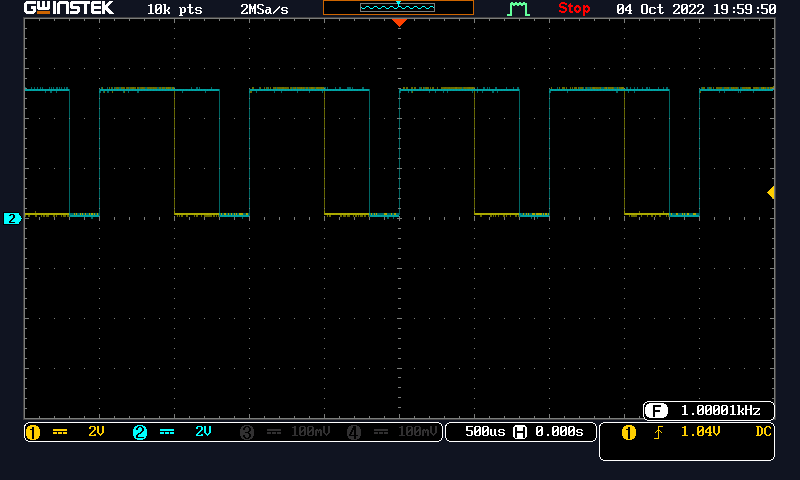 GWINSTEK 10k pts 2MSa/s Stop 04 Oct 2022 19:59:50
2
F 1.00001kHz
1 2V 2 2V 3 100mV 4 100mV 500us H 0.000s 1 1.04V DC